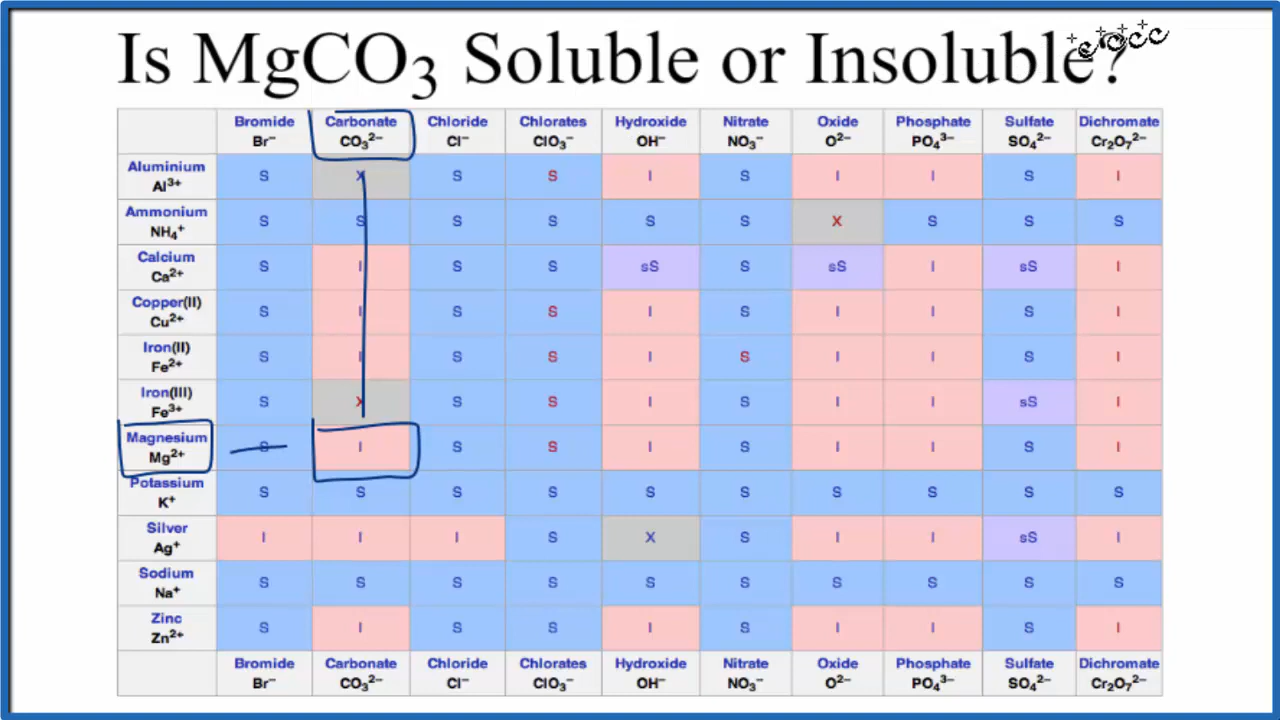 Is MgCO₃ Soluble or Insoluble?
Bromide Carbonate Chloride Chlorates Hydroxide Nitrate Oxide Phosphate Sulfate Dichromate
Br⁻ CO₃²⁻ Cl⁻ ClO₃⁻ OH⁻ NO₃⁻ O²⁻ PO₄³⁻ SO₄²⁻ Cr₂O₇²⁻
Aluminium
Al³⁺ S X S S I S I I S I
Ammonium
NH₄⁺ S S S S S S X S S S
Calcium
Ca²⁺ S I S S sS S sS I sS I
Copper(II)
Cu²⁺ S I S S I S I I S I
Iron(II)
Fe²⁺ S I S S I S I I S I
Iron(III)
Fe³⁺ S X S S I S I I sS I
Magnesium
Mg²⁺ S I S S I S I I S I
Potassium
K⁺ S S S S S S S S S S
Silver
Ag⁺ I I I S X S I I sS I
Sodium
Na⁺ S S S S S S S S S S
Zinc
Zn²⁺ S I S S I S I I S I
Bromide Carbonate Chloride Chlorates Hydroxide Nitrate Oxide Phosphate Sulfate Dichromate
Br⁻ CO₃²⁻ Cl⁻ ClO₃⁻ OH⁻ NO₃⁻ O²⁻ PO₄³⁻ SO₄²⁻ Cr₂O₇²⁻